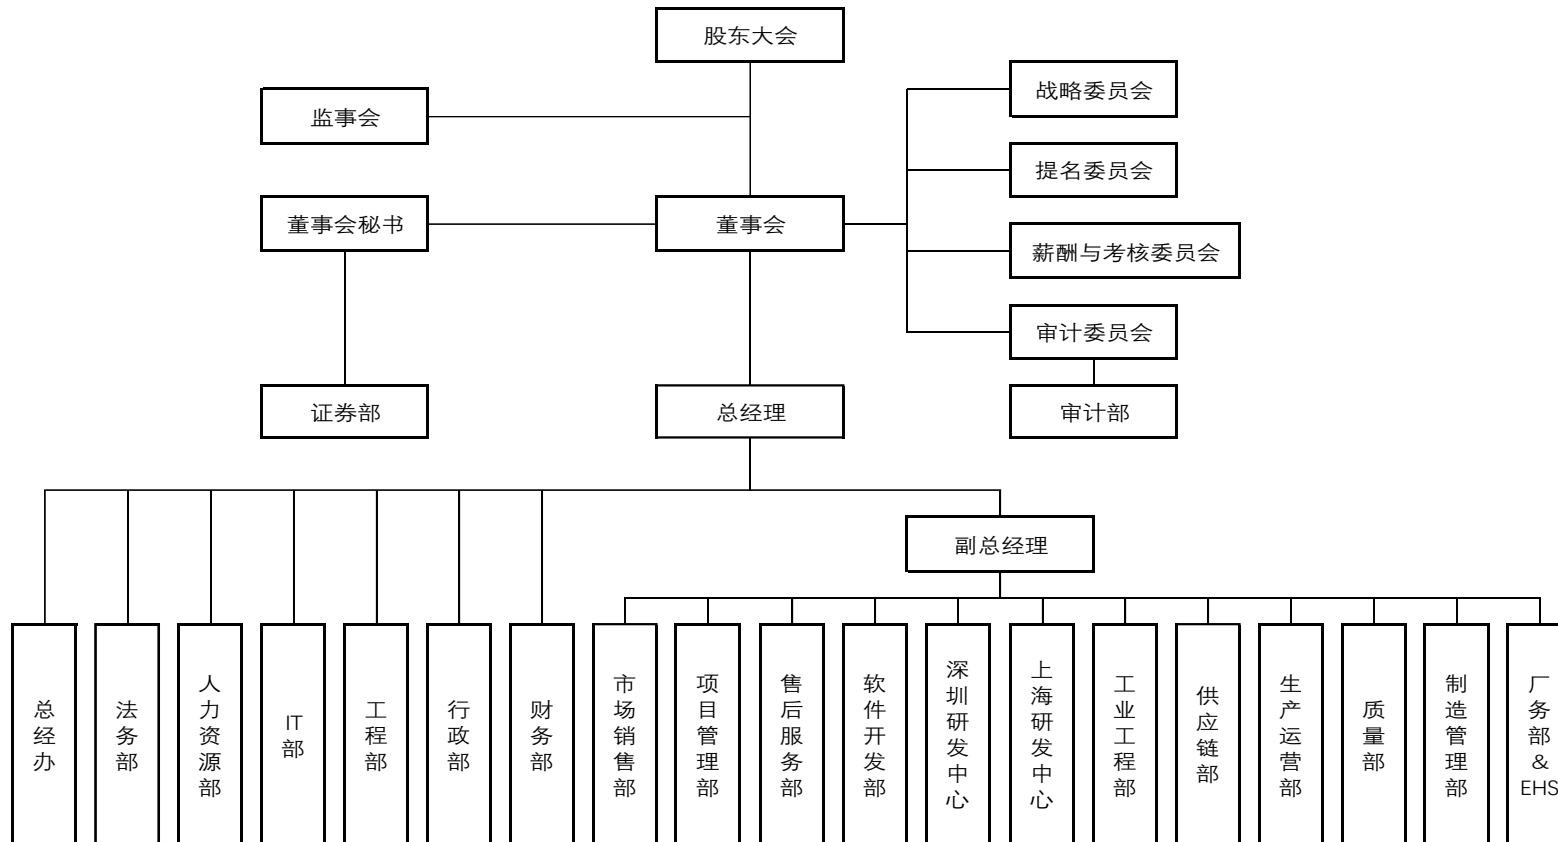 股东大会
战略委员会
监事会
提名委员会
董事会秘书
董事会
薪酬与考核委员会
审计委员会
证券部
总经理
审计部
副总经理
总经办
法务部
人力资源部
IT部
工程部
行政部
财务部
市场销售部
项目管理部
售后服务部
软件开发部
深圳研发中心
上海研发中心
工业工程部
供应链部
生产运营部
质量部
制造管理部
厂务部&EHS